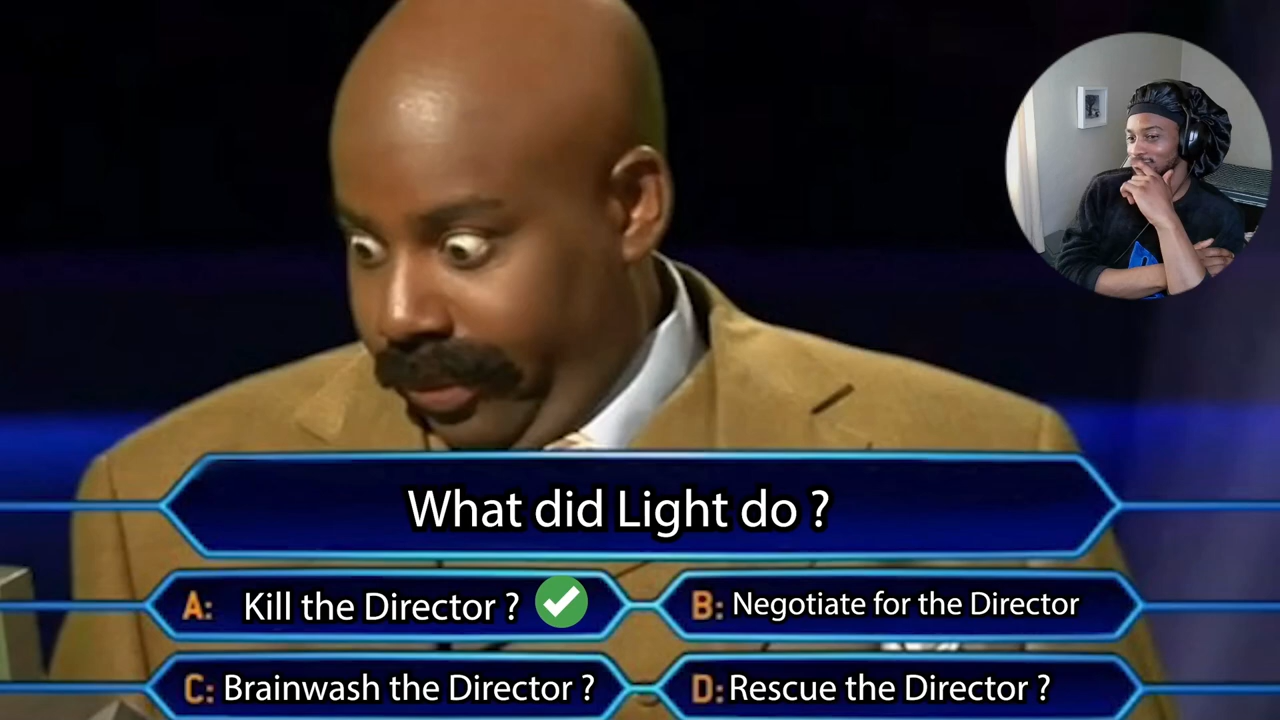 What did Light do ?
A: Kill the Director ?
B: Negotiate for the Director
C: Brainwash the Director ?
D: Rescue the Director ?